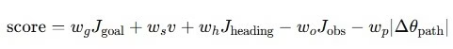 score = w_g J_goal + w_s v + w_h J_heading − w_o J_obs − w_p |Δθ_path|